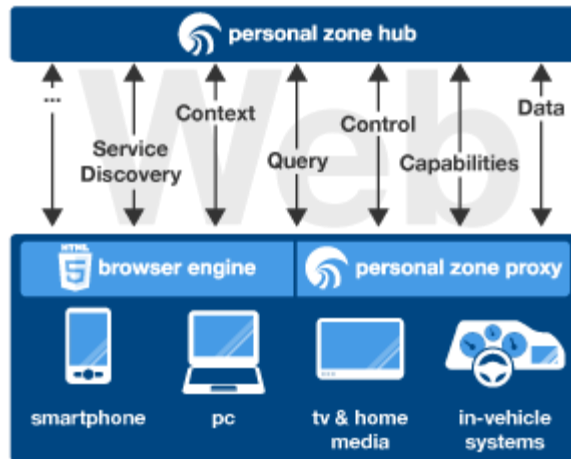 personal zone hub
Web
...
Service
Discovery
Context
Query
Control
Capabilities
Data
HTML
5
browser engine
personal zone proxy
smartphone
pc
tv & home
media
in-vehicle
systems